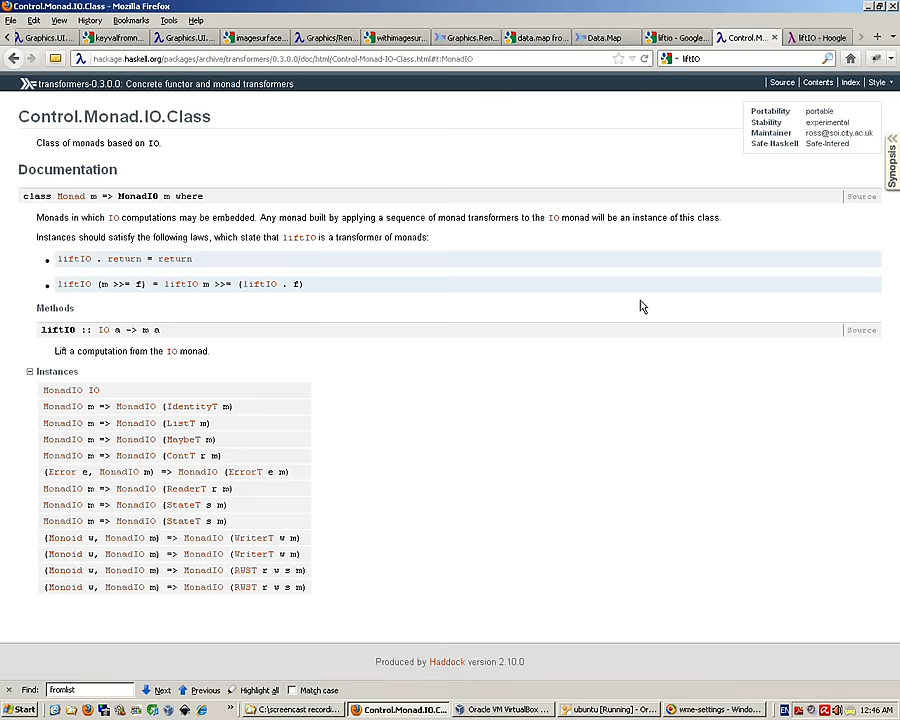 Control.Monad.IO.Class - Mozilla Firefox
File Edit View History Bookmarks Tools Help
Graphics.UI.... keyvalfromn... Graphics.UI.... imagesurface... Graphics/Ren... withimagesur... Graphics.Ren... data.map fro... Data.Map liftio - Google... Control.M... × liftIO - Hoogle
hackage.haskell.org/packages/archive/transformers/0.3.0.0/doc/html/Control-Monad-IO-Class.html#t:MonadIO liftIO
transformers-0.3.0.0: Concrete functor and monad transformers Source Contents Index Style
Control.Monad.IO.Class
Portability portable
Stability experimental
Maintainer ross@soi.city.ac.uk
Safe Haskell Safe-Infered
Class of monads based on IO.
Synopsis
Documentation
class Monad m => MonadIO m where Source
Monads in which IO computations may be embedded. Any monad built by applying a sequence of monad transformers to the IO monad will be an instance of this class.
Instances should satisfy the following laws, which state that liftIO is a transformer of monads:
• liftIO . return = return
• liftIO (m >>= f) = liftIO m >>= (liftIO . f)
Methods
liftIO :: IO a -> m a Source
Lift a computation from the IO monad.
Instances
MonadIO IO
MonadIO m => MonadIO (IdentityT m)
MonadIO m => MonadIO (ListT m)
MonadIO m => MonadIO (MaybeT m)
MonadIO m => MonadIO (ContT r m)
(Error e, MonadIO m) => MonadIO (ErrorT e m)
MonadIO m => MonadIO (ReaderT r m)
MonadIO m => MonadIO (StateT s m)
MonadIO m => MonadIO (StateT s m)
(Monoid w, MonadIO m) => MonadIO (WriterT w m)
(Monoid w, MonadIO m) => MonadIO (WriterT w m)
(Monoid w, MonadIO m) => MonadIO (RWST r w s m)
(Monoid w, MonadIO m) => MonadIO (RWST r w s m)
Produced by Haddock version 2.10.0
× Find: fromlist Next Previous Highlight all Match case
Start C:\screencast recordi... Control.Monad.IO.C... Oracle VM VirtualBox ... ubuntu [Running] - Or... wme-settings - Windo... EN 12:46 AM